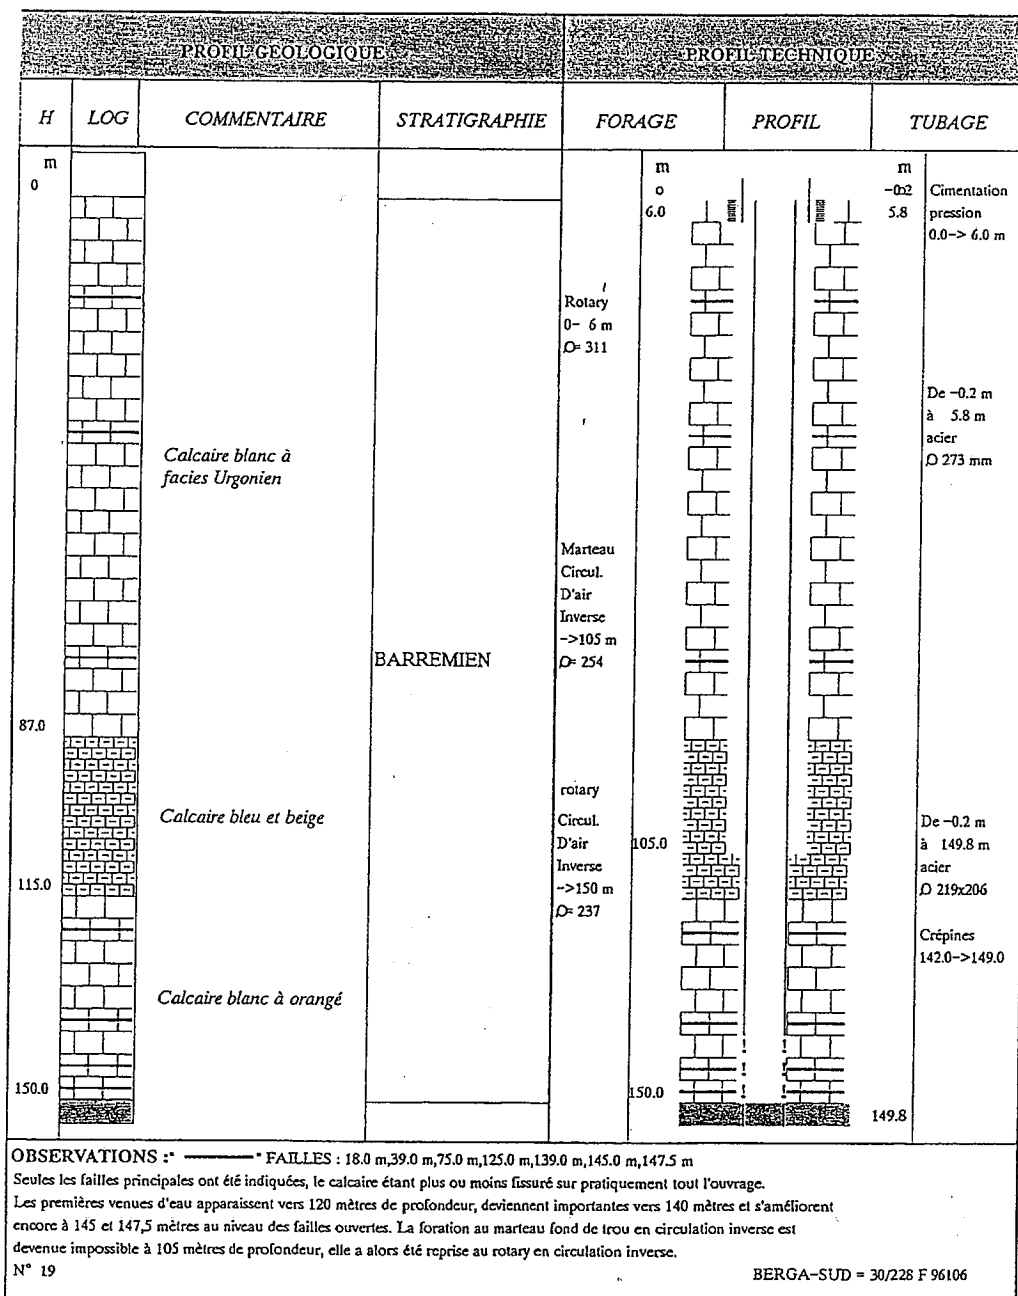 PROFIL GEOLOGIQUE
PROFIL TECHNIQUE
H
LOG
COMMENTAIRE
STRATIGRAPHIE
FORAGE
PROFIL
TUBAGE
m
0
87.0
115.0
150.0
Calcaire blanc à
facies Urgonien
Calcaire bleu et beige
Calcaire blanc à orangé
BARREMIEN
Rotary
0- 6 m
Ø= 311
Marteau
Circul.
D'air
Inverse
->105 m
Ø= 254
rotary
Circul.
D'air
Inverse
->150 m
Ø= 237
m
0
6.0
105.0
150.0
m
5.8
149.8
Cimentation
pression
0.0-> 6.0 m
De -0.2 m
à 5.8 m
acier
Ø 273 mm
De -0.2 m
à 149.8 m
acier
Ø 219x206
Crépines
142.0->149.0
OBSERVATIONS :" ——— " FAILLES : 18.0 m,39.0 m,75.0 m,125.0 m,139.0 m,145.0 m,147.5 m
Seules les failles principales ont été indiquées, le calcaire étant plus ou moins fissuré sur pratiquement tout l'ouvrage.
Les premières venues d'eau apparaissent vers 120 mètres de profondeur, deviennent importantes vers 140 mètres et s'améliorent
encore à 145 et 147,5 mètres au niveau des failles ouvertes. La foration au marteau fond de trou en circulation inverse est
devenue impossible à 105 mètres de profondeur, elle a alors été reprise au rotary en circulation inverse.
N° 19
BERGA-SUD = 30/228 F 96106